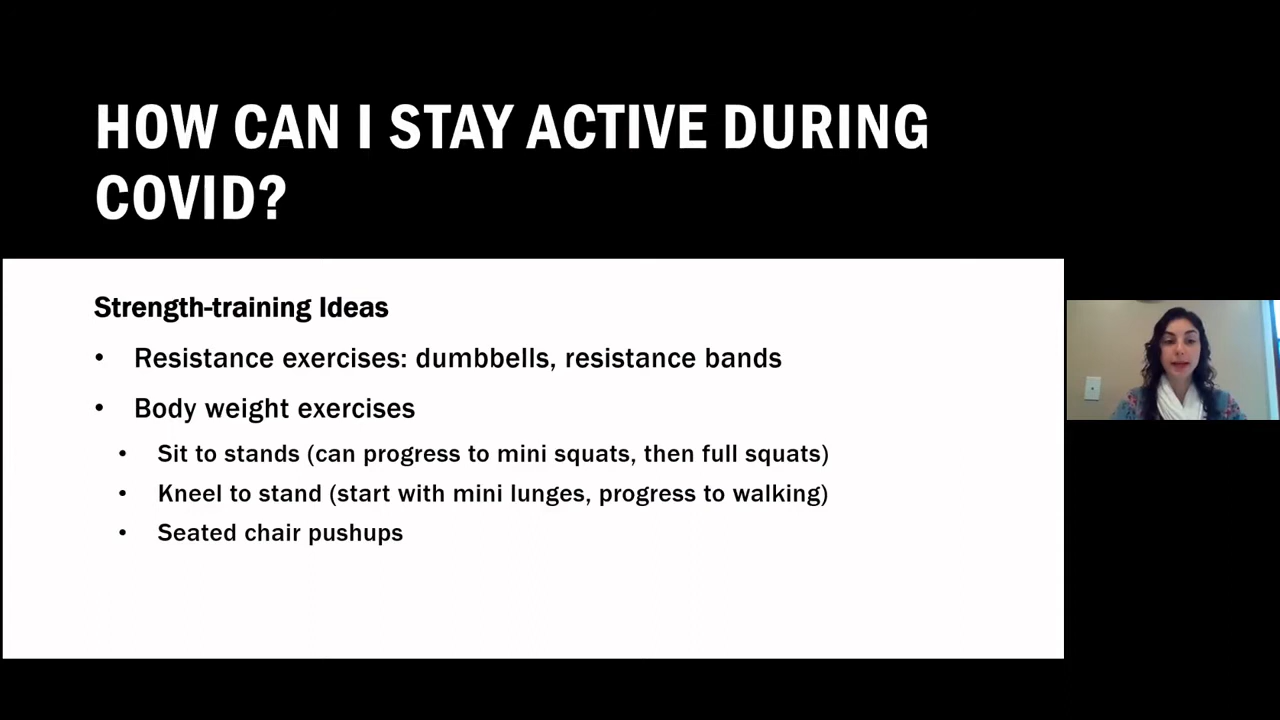 HOW CAN I STAY ACTIVE DURING
COVID?
Strength-training Ideas
• Resistance exercises: dumbbells, resistance bands
• Body weight exercises
• Sit to stands (can progress to mini squats, then full squats)
• Kneel to stand (start with mini lunges, progress to walking)
• Seated chair pushups